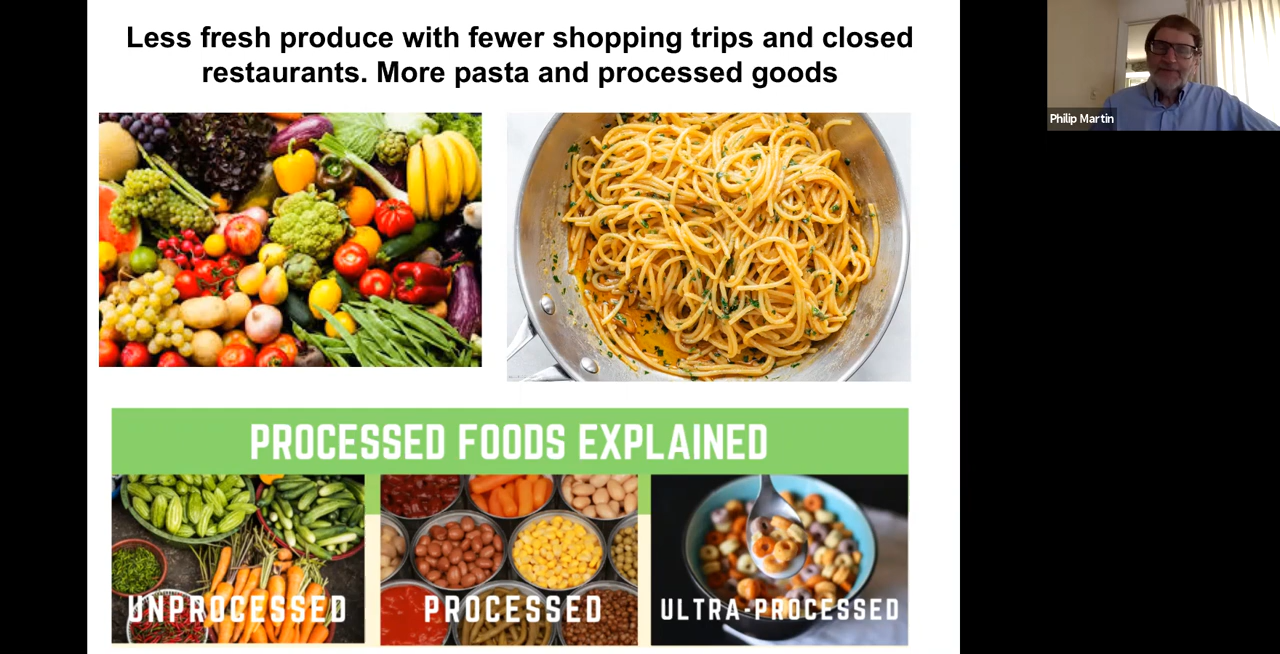 Less fresh produce with fewer shopping trips and closed
restaurants. More pasta and processed goods
Philip Martin
PROCESSED FOODS EXPLAINED
UNPROCESSED
PROCESSED
ULTRA-PROCESSED